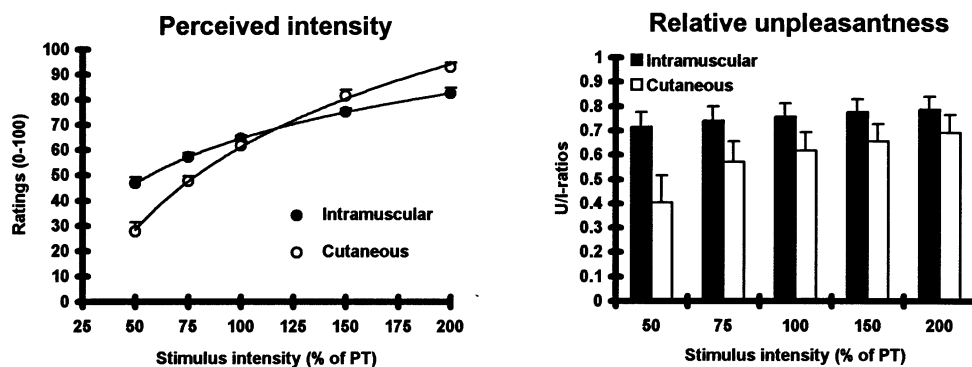 Perceived intensity
100
90
80
70
60
50
40
30
20
10
0
Ratings (0-100)
Intramuscular
Cutaneous
25 50 75 100 125 150 175 200
Stimulus intensity (% of PT)
Relative unpleasantness
1
0.9
0.8
0.7
0.6
0.5
0.4
0.3
0.2
0.1
0
U/I-ratios
Intramuscular
Cutaneous
50 75 100 150 200
Stimulus intensity (% of PT)